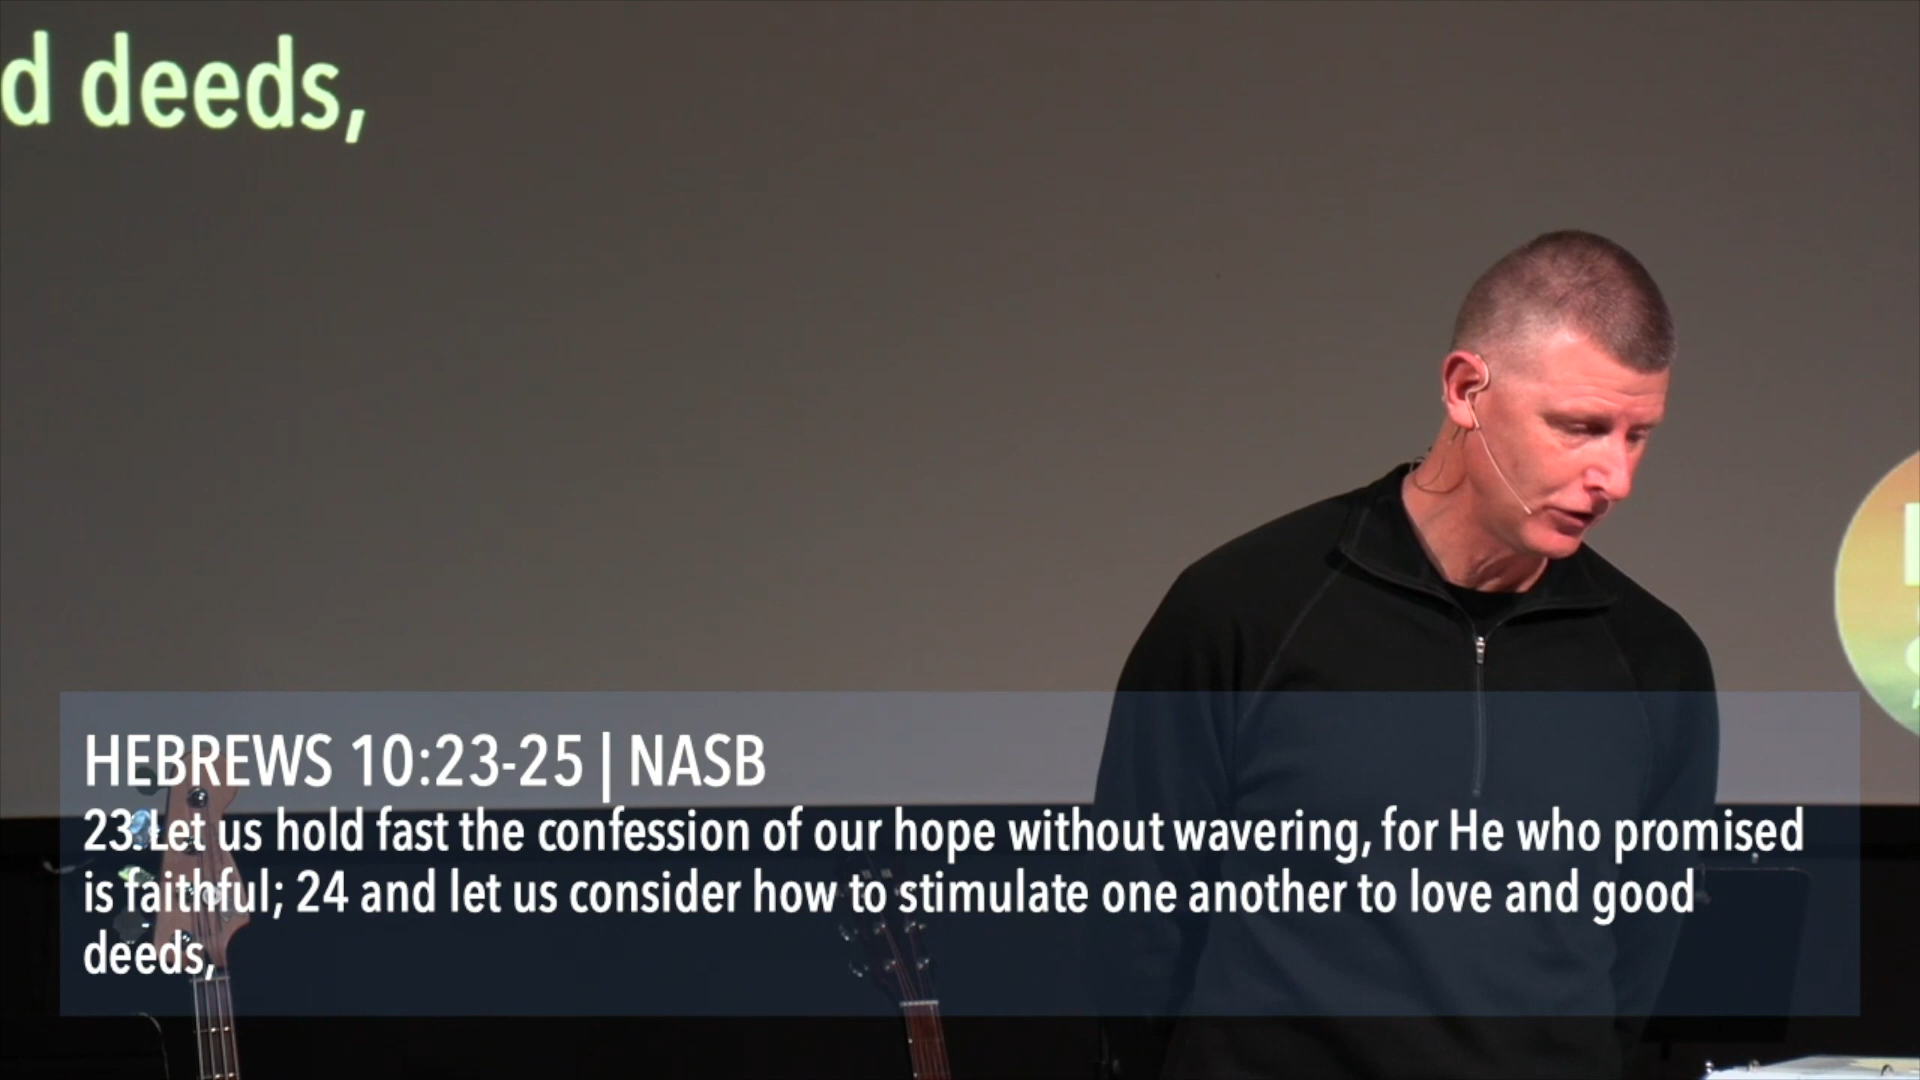 d deeds,
HEBREWS 10:23-25 | NASB
23. Let us hold fast the confession of our hope without wavering, for He who promised
is faithful; 24 and let us consider how to stimulate one another to love and good
deeds,